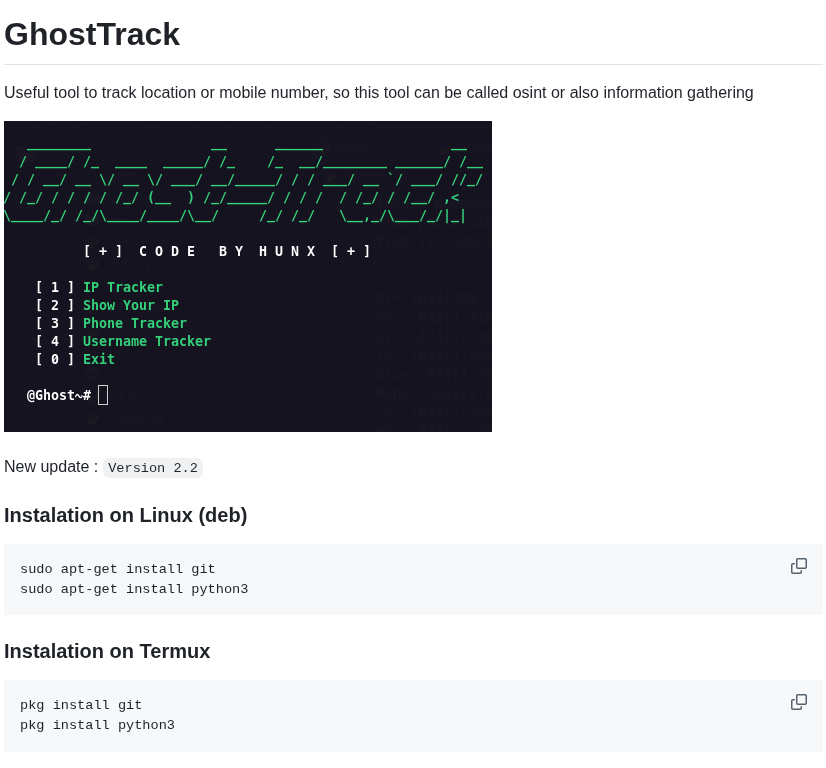 GhostTrack
Useful tool to track location or mobile number, so this tool can be called osint or also information gathering
[ + ]  C O D E   B Y  H U N X  [ + ]
[ 1 ] IP Tracker
[ 2 ] Show Your IP
[ 3 ] Phone Tracker
[ 4 ] Username Tracker
[ 0 ] Exit
@Ghost~#
New update : Version 2.2
Instalation on Linux (deb)
sudo apt-get install git
sudo apt-get install python3
Instalation on Termux
pkg install git
pkg install python3